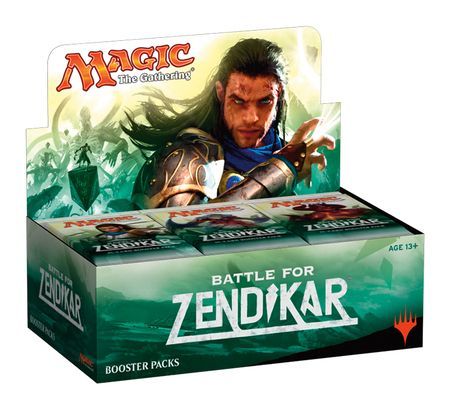 MAGIC
The Gathering®
AGE 13+
BATTLE FOR
ZENDIKAR
BOOSTER PACKS